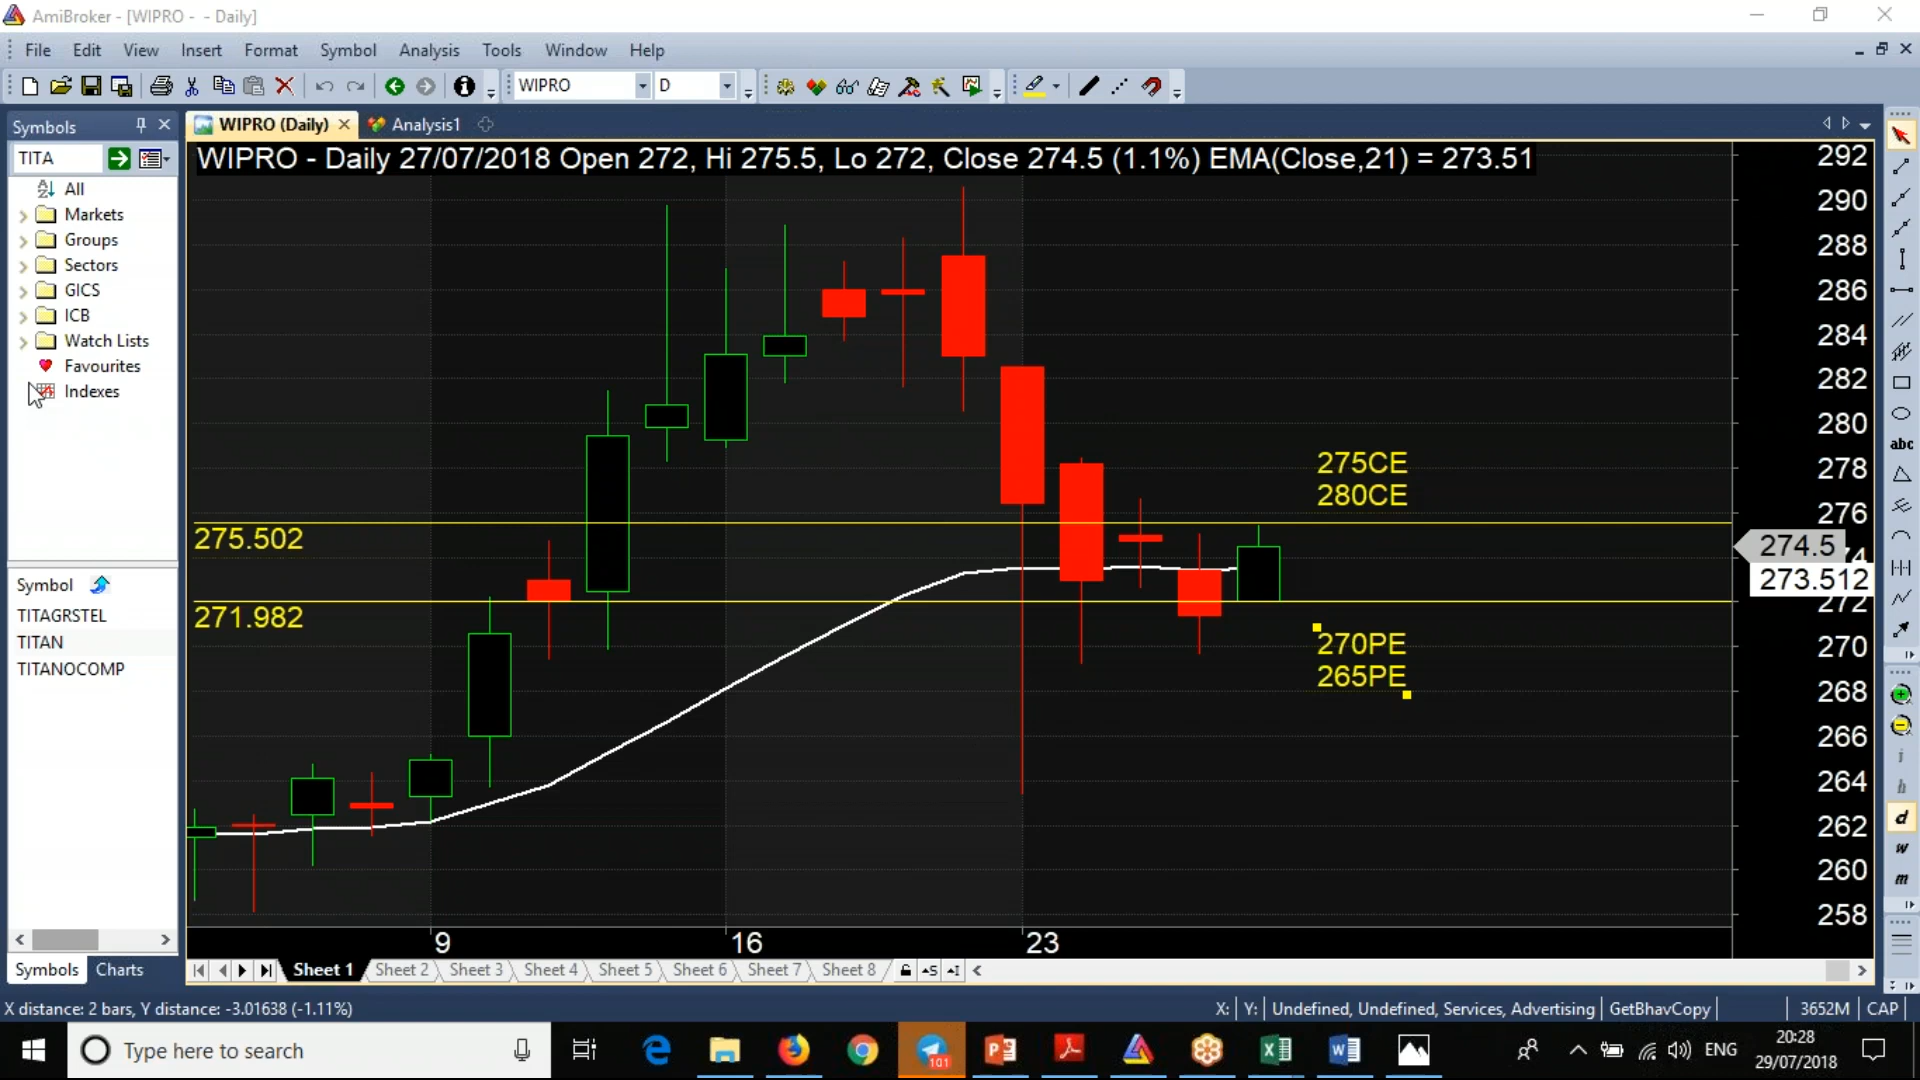 AmiBroker - [WIPRO - - Daily]
File Edit View Insert Format Symbol Analysis Tools Window Help
WIPRO D
Symbols
WIPRO (Daily) Analysis1
TITA
WIPRO - Daily 27/07/2018 Open 272, Hi 275.5, Lo 272, Close 274.5 (1.1%) EMA(Close,21) = 273.51
All
Markets
Groups
Sectors
GICS
ICB
Watch Lists
Favourites
Indexes
Symbol
TITAGRSTEL
TITAN
TITANOCOMP
292
290
288
286
284
282
280
278
276
274.5
273.512
272
270
268
266
264
262
260
258
275CE
280CE
275.502
271.982
270PE
265PE
9 16 23
abc
i
h
d
w
m
Symbols Charts
Sheet 1 Sheet 2 Sheet 3 Sheet 4 Sheet 5 Sheet 6 Sheet 7 Sheet 8
X distance: 2 bars, Y distance: -3.01638 (-1.11%)
X: Y: Undefined, Undefined, Services, Advertising GetBhavCopy 3652M CAP
Type here to search
101
ENG
20:28
29/07/2018